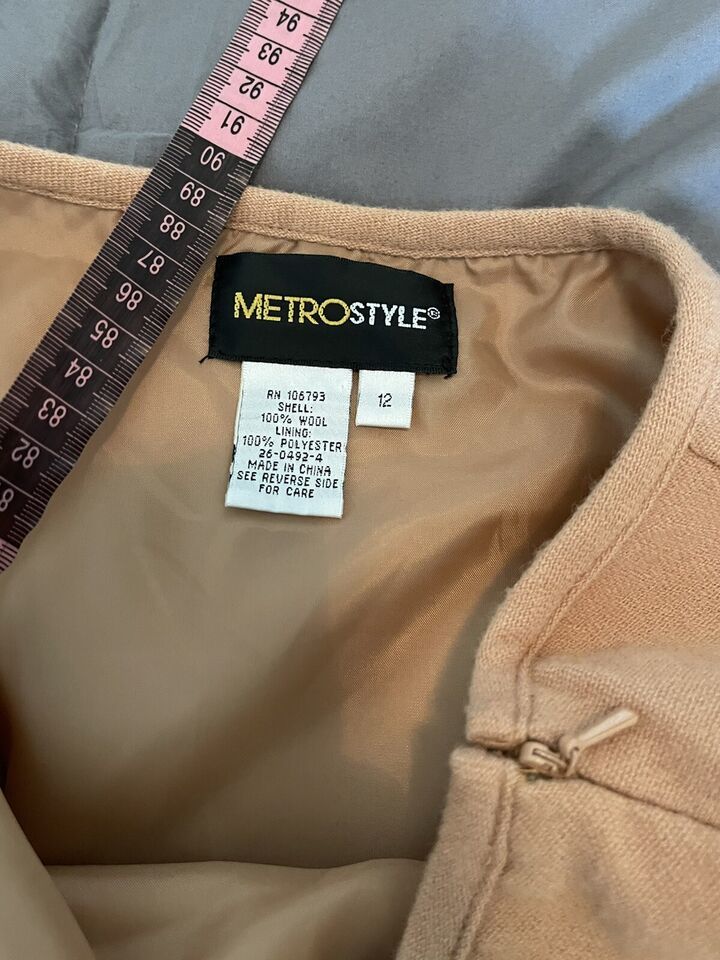 94
93
92
91
90
89
88
87
86
85
84
83
82
METROSTYLE®
RN 106793
SHELL:
100% WOOL
LINING:
100% POLYESTER
26-0492-4
MADE IN CHINA
SEE REVERSE SIDE
FOR CARE
12